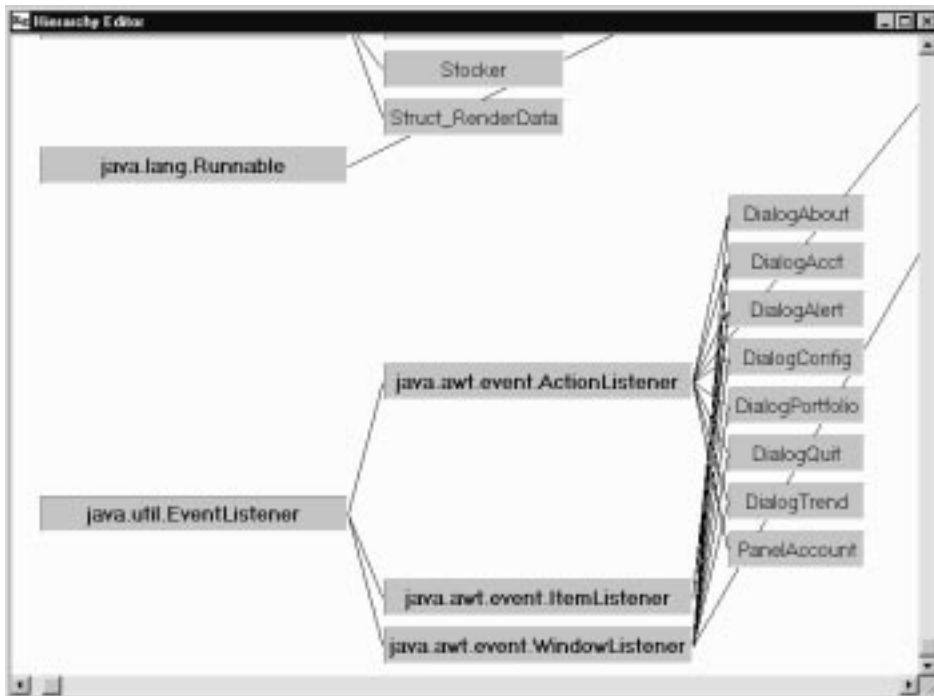 Hierarchy Editor
Stocker
Struct_RenderData
java.lang.Runnable
DialogAbout
DialogAcct
DialogAlert
DialogConfig
java.awt.event.ActionListener
DialogPortfolio
DialogQuit
DialogTrend
java.util.EventListener
PanelAccount
java.awt.event.ItemListener
java.awt.event.WindowListener